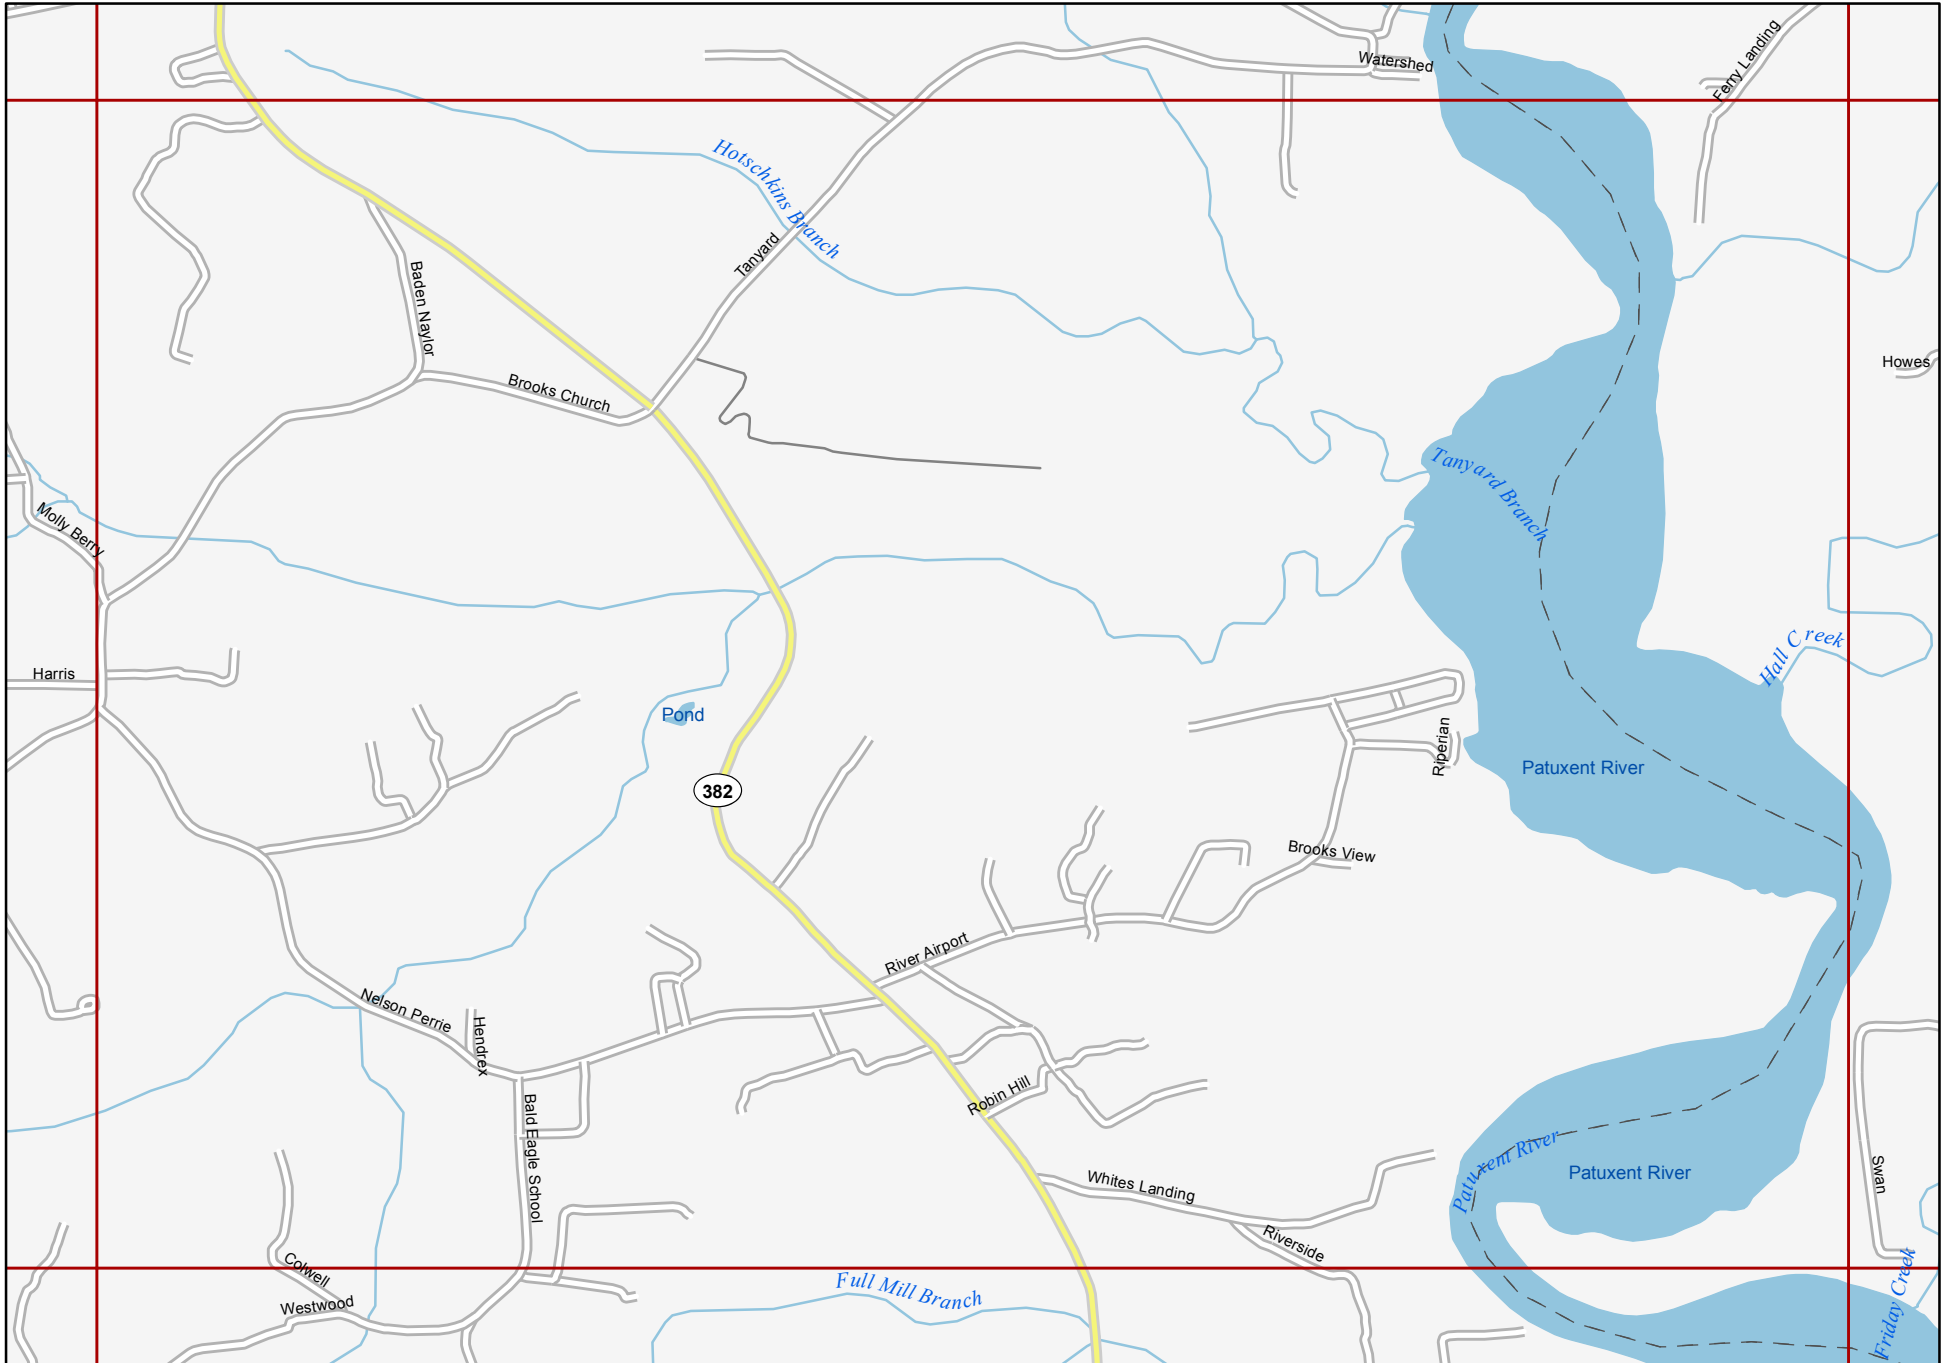 Watershed
Ferry Landing
Hotschkins Branch
Tanyard
Baden Naylor
Howes
Brooks Church
Tanyard Branch
Molly Berry
Hall Creek
Harris
Pond
Riperian
Patuxent River
382
Brooks View
River Airport
Nelson Perrie
Hendrex
Robin Hill
Bald Eagle School
Patuxent River
Patuxent River
Whites Landing
Swan
Riverside
Colwell
Full Mill Branch
Westwood
Friday Creek